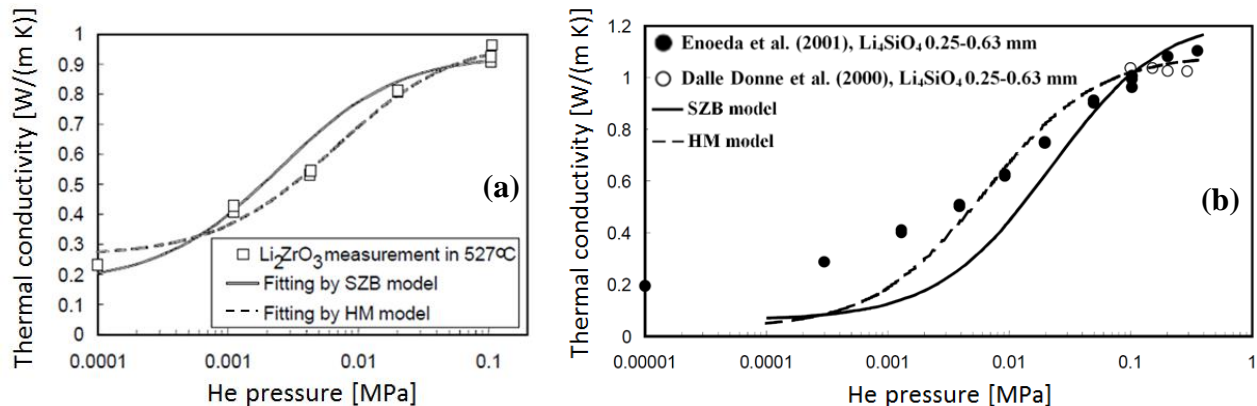 Thermal conductivity [W/(m K)]
1
0.9
0.8
0.7
0.6
0.5
0.4
0.3
0.2
0.1
0
(a)
Li₂ZrO₃ measurement in 527℃
Fitting by SZB model
Fitting by HM model
0.0001
0.001
0.01
0.1
He pressure [MPa]
Thermal conductivity [W/(m K)]
1.2
1
0.8
0.6
0.4
0.2
0
Enoeda et al. (2001), Li₄SiO₄ 0.25-0.63 mm
Dalle Donne et al. (2000), Li₄SiO₄ 0.25-0.63 mm
SZB model
HM model
(b)
0.00001
0.0001
0.001
0.01
0.1
1
He pressure [MPa]